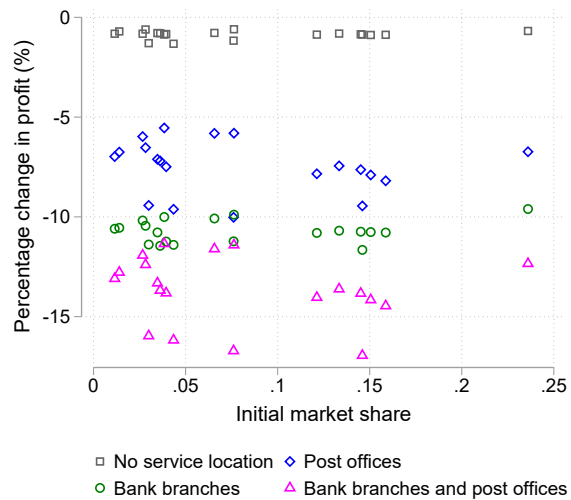 Percentage change in profit (%)
0
-5
-10
-15
0
.05
.1
.15
.2
.25
Initial market share
No service location
Post offices
Bank branches
Bank branches and post offices